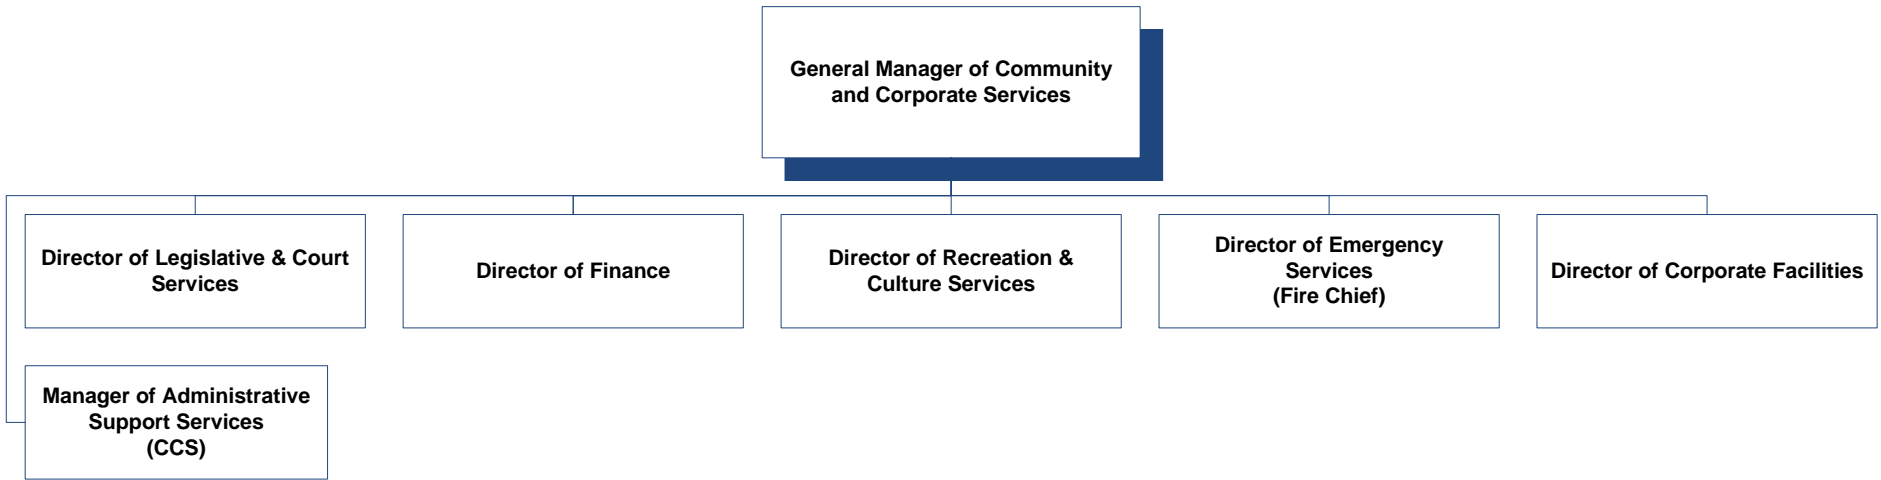 General Manager of Community
and Corporate Services
Director of Legislative & Court
Services
Director of Finance
Director of Recreation &
Culture Services
Director of Emergency
Services
(Fire Chief)
Director of Corporate Facilities
Manager of Administrative
Support Services
(CCS)